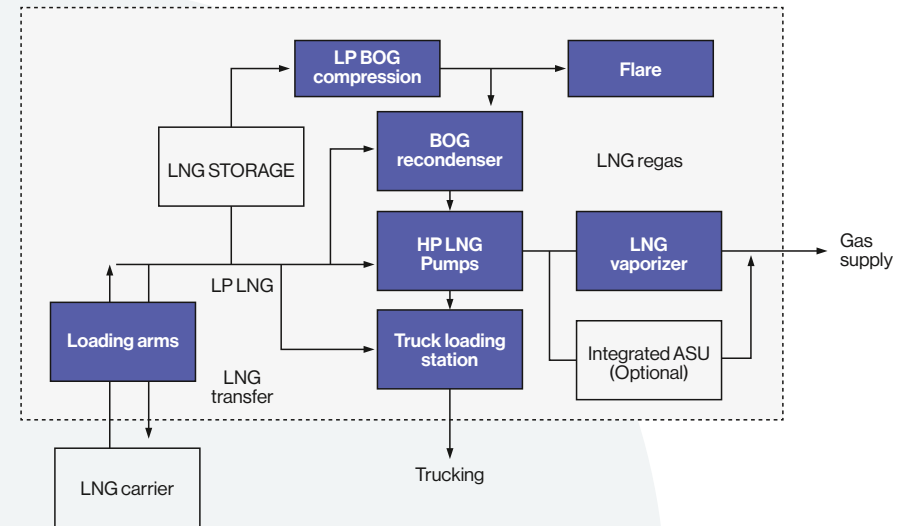 LP BOG
compression
Flare
BOG
recondenser
LNG STORAGE
LNG regas
HP LNG
Pumps
LNG
vaporizer
Gas
supply
LP LNG
Loading arms
Truck loading
station
Integrated ASU
(Optional)
LNG
transfer
Trucking
LNG carrier